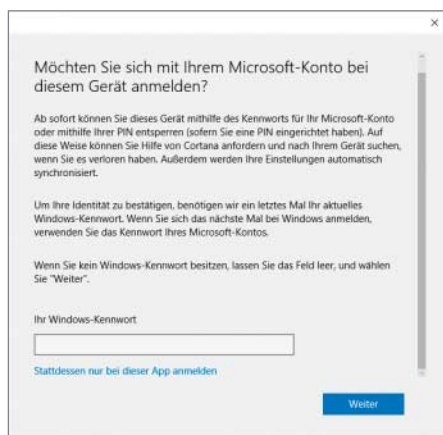 Möchten Sie sich mit Ihrem Microsoft-Konto bei
diesem Gerät anmelden?
Ab sofort können Sie dieses Gerät mithilfe des Kennworts für Ihr Microsoft-Konto
oder mithilfe Ihrer PIN entsperren (sofern Sie eine PIN eingerichtet haben). Auf
diese Weise können Sie Hilfe von Cortana anfordern und nach Ihrem Gerät suchen,
wenn Sie es verloren haben. Außerdem werden Ihre Einstellungen automatisch
synchronisiert.
Um Ihre Identität zu bestätigen, benötigen wir ein letztes Mal Ihr aktuelles
Windows-Kennwort. Wenn Sie sich das nächste Mal bei Windows anmelden,
verwenden Sie das Kennwort Ihres Microsoft-Kontos.
Wenn Sie kein Windows-Kennwort besitzen, lassen Sie das Feld leer, und wählen
Sie "Weiter".
Ihr Windows-Kennwort
Stattdessen nur bei dieser App anmelden
Weiter